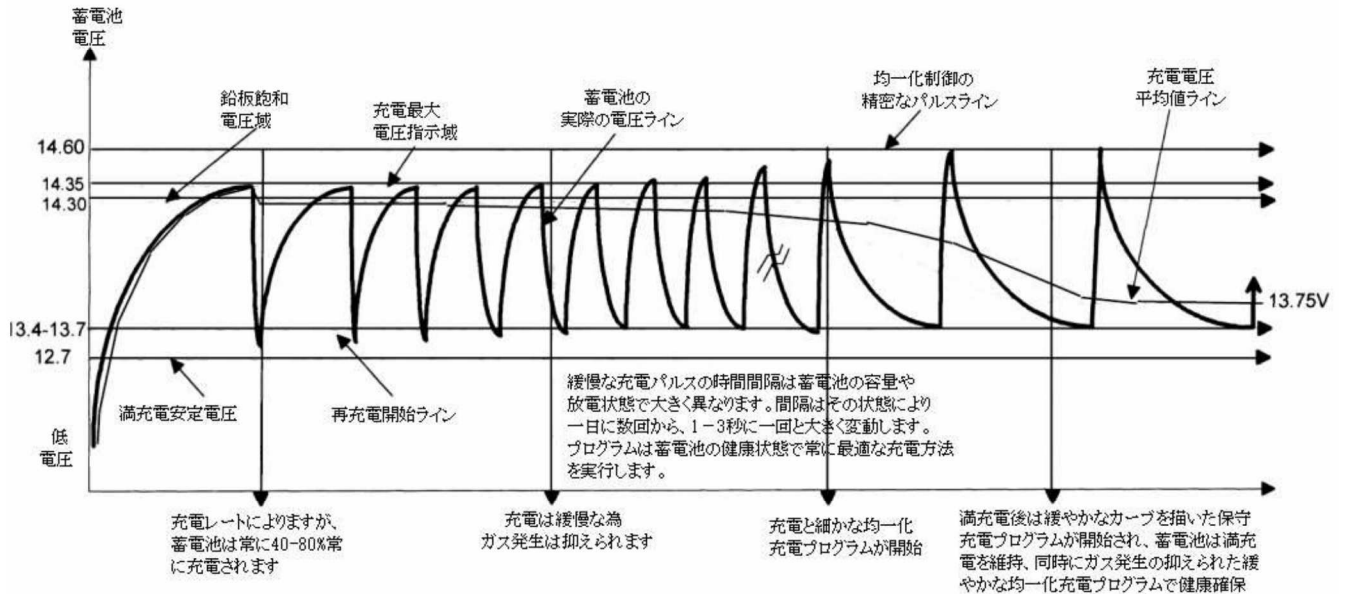 蓄電池
電圧
鉛板飽和
電圧域
充電最大
電圧指示域
蓄電池の
実際の電圧ライン
均一化制御の
精密なパルスライン
充電電圧
平均値ライン
14.60
14.35
14.30
13.4-13.7
12.7
13.75V
満充電安定電圧
再充電開始ライン
低
電圧
緩慢な充電パルスの時間間隔は蓄電池の容量や
放電状態で大きく異なります。間隔はその状態により
一日に数回から、1-3秒に一回と大きく変動します。
プログラムは蓄電池の健康状態で常に最適な充電方法
を実行します。
充電レートによりますが、
蓄電池は常に40-80%常
に充電されます
充電は緩慢な為
ガス発生は抑えられます
充電と細かな均一化
充電プログラムが開始
満充電後は緩やかなカーブを描いた保守
充電プログラムが開始され、蓄電池は満充
電を維持、同時にガス発生の抑えられた緩
やかな均一化充電プログラムで健康確保